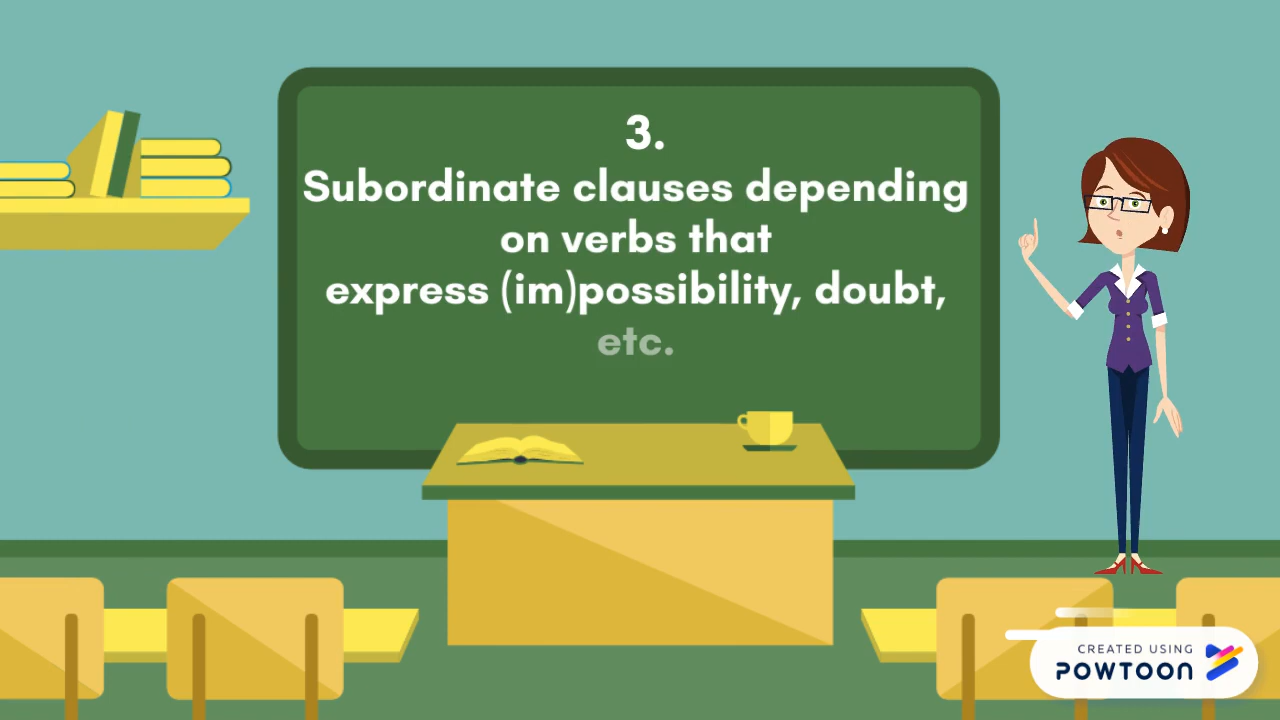 3.
Subordinate clauses depending
on verbs that
express (im)possibility, doubt,
etc.
CREATED USING
POWTOON